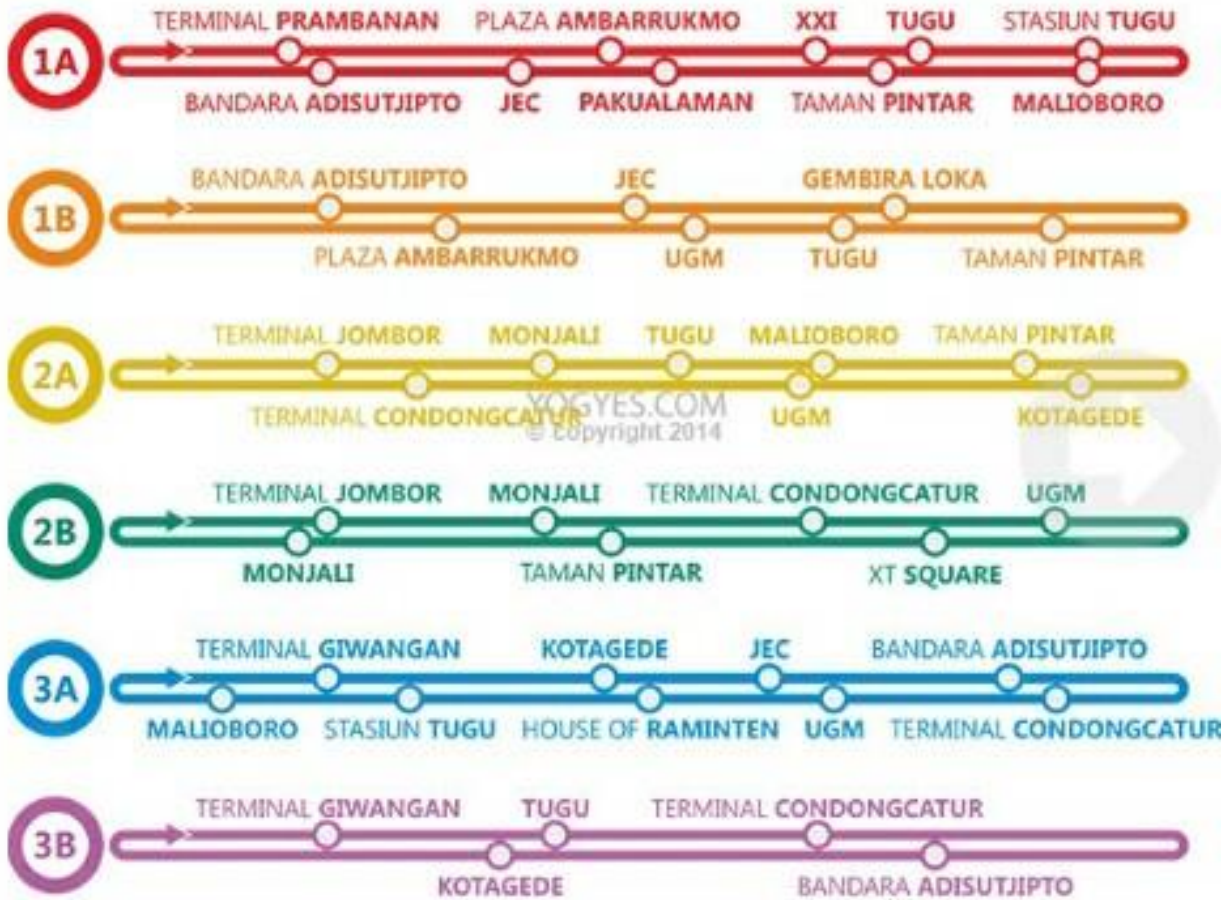 TERMINAL PRAMBANAN PLAZA AMBARRUKMO XXI TUGU STASIUN TUGU
1A
BANDARA ADISUTJIPTO JEC PAKUALAMAN TAMAN PINTAR MALIOBORO
BANDARA ADISUTJIPTO JEC GEMBIRA LOKA
1B
PLAZA AMBARRUKMO UGM TUGU TAMAN PINTAR
TERMINAL JOMBOR MONJALI TUGU MALIOBORO TAMAN PINTAR
2A
TERMINAL CONDONGCATUR UGM KOTAGEDE
YOGYES.COM
© copyright 2014
TERMINAL JOMBOR MONJALI TERMINAL CONDONGCATUR UGM
2B
MONJALI TAMAN PINTAR XT SQUARE
TERMINAL GIWANGAN KOTAGEDE JEC BANDARA ADISUTJIPTO
3A
MALIOBORO STASIUN TUGU HOUSE OF RAMINTEN UGM TERMINAL CONDONGCATUR
TERMINAL GIWANGAN TUGU TERMINAL CONDONGCATUR
3B
KOTAGEDE BANDARA ADISUTJIPTO